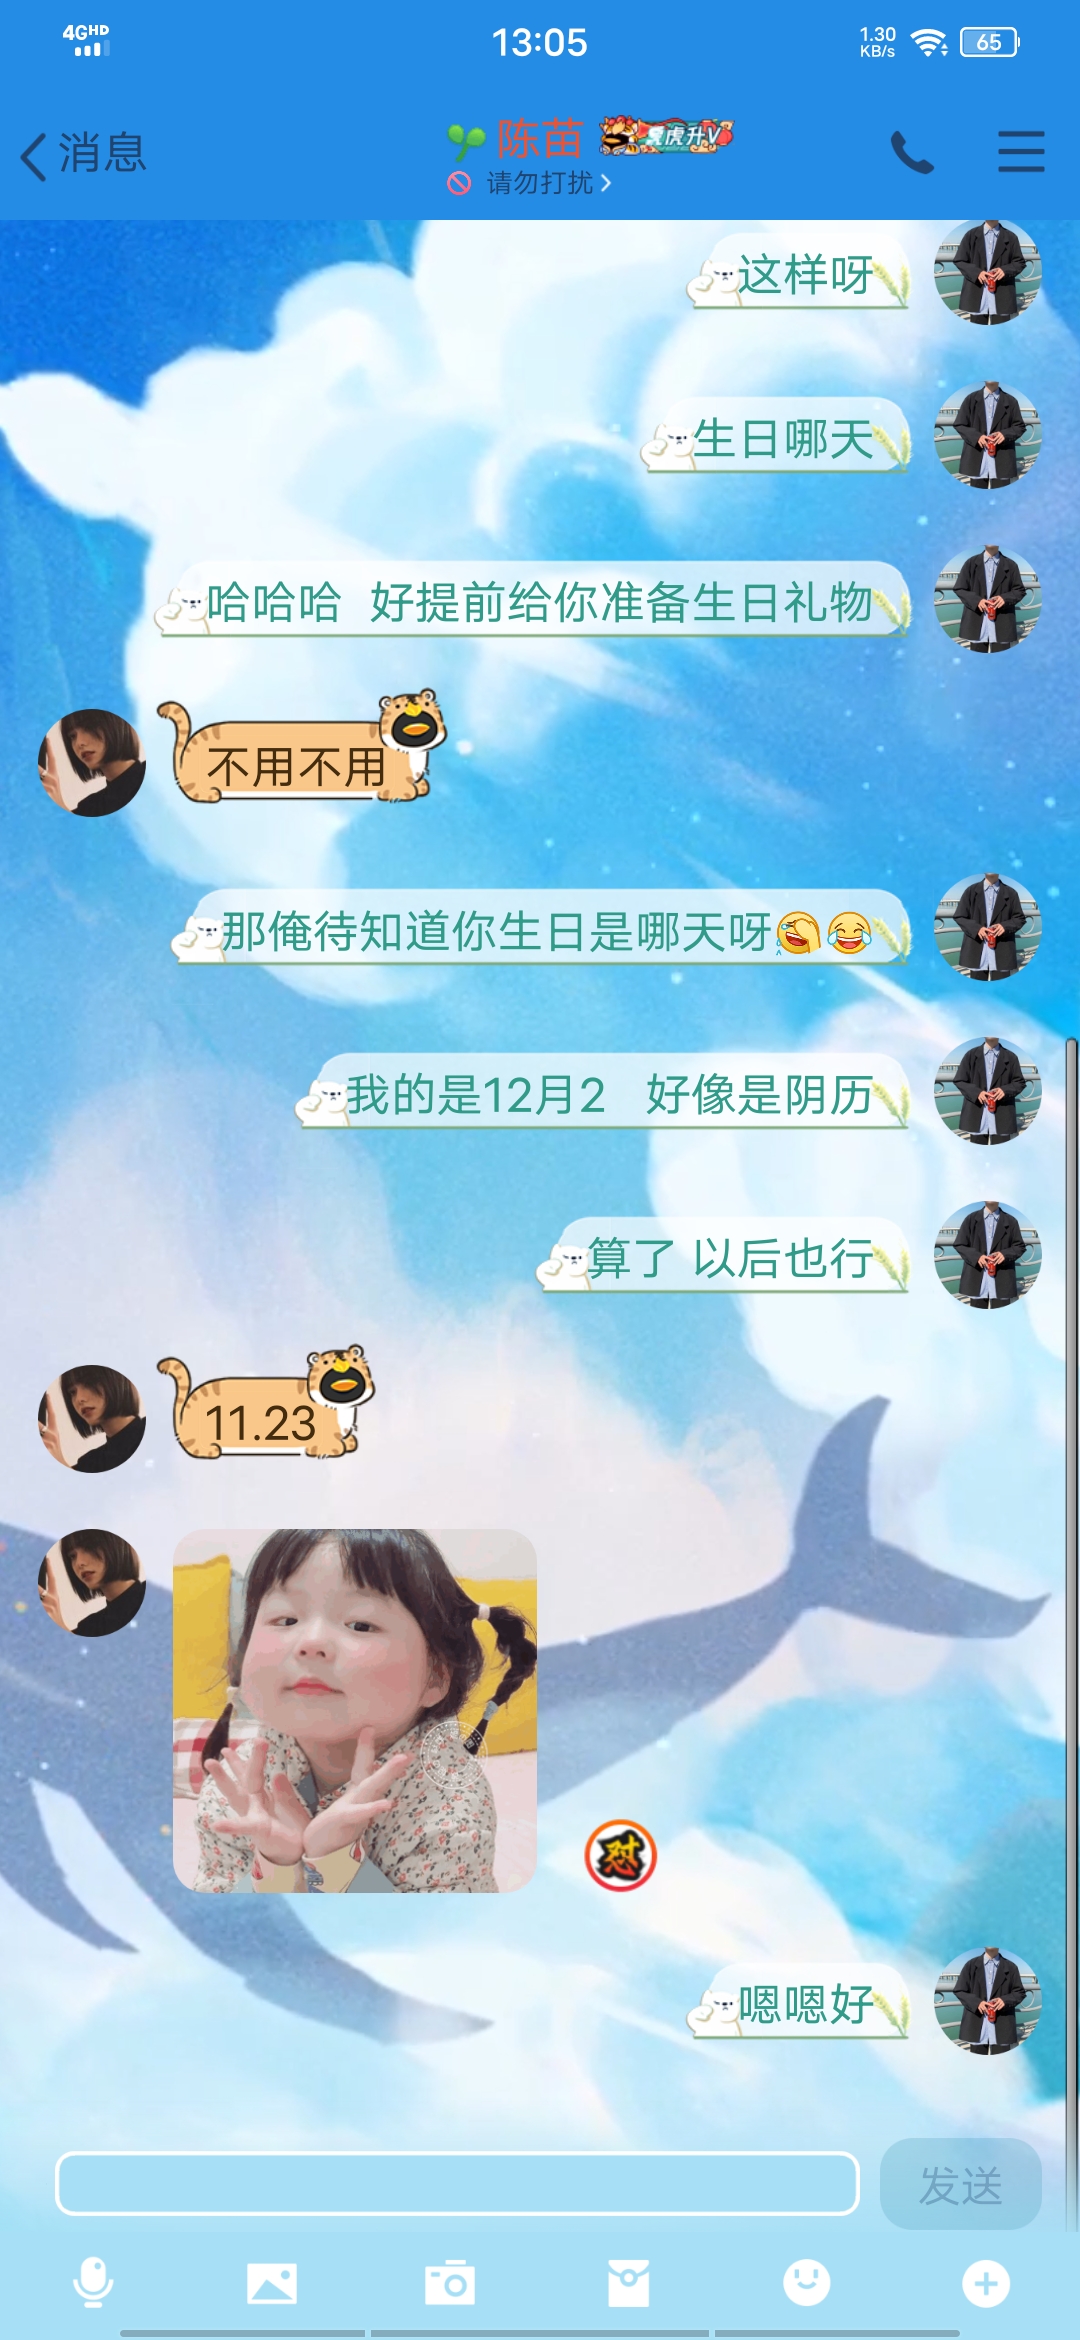 4GHD
13:05
1.30
KB/s
65
消息
陈苗
虎升V
请勿打扰
这样呀
生日哪天
哈哈哈 好提前给你准备生日礼物
不用不用
那俺待知道你生日是哪天呀
我的是12月2 好像是阴历
算了 以后也行
11.23
怼
嗯嗯好
发送